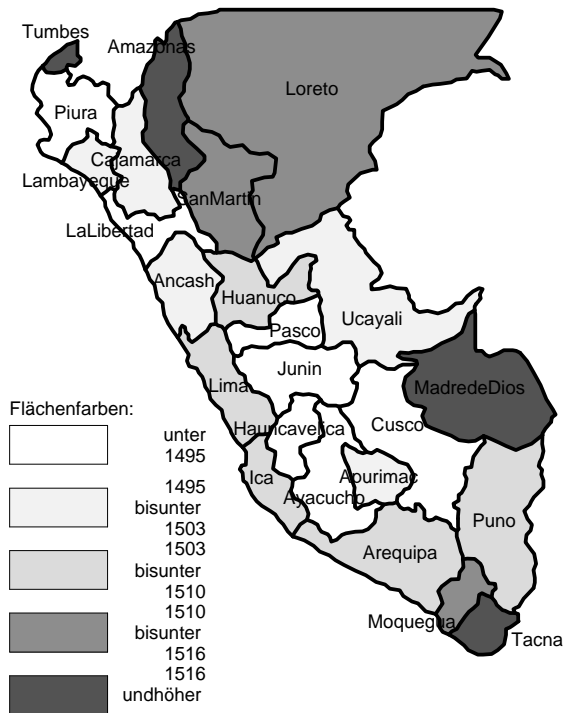 Tumbes
Amazonas
Loreto
Piura
Cajamarca
Lambayeque
SanMartin
LaLibertad
Ancash
Huanuco
Ucayali
Pasco
Junin
Lima
MadredeDios
Flächenfarben:
Hauncavelica
Cusco
unter
1495
Ica
Apurimac
Ayacucho
1495
bisunter
1503
Puno
1503
Arequipa
bisunter
1510
1510
Moquegua
bisunter
Tacna
1516
1516
undhöher